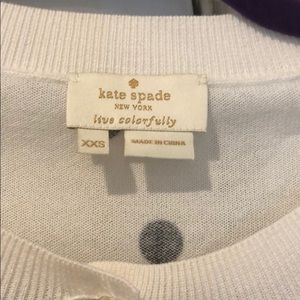 kate spade
NEW YORK
live colorfully
XXS
MADE IN CHINA